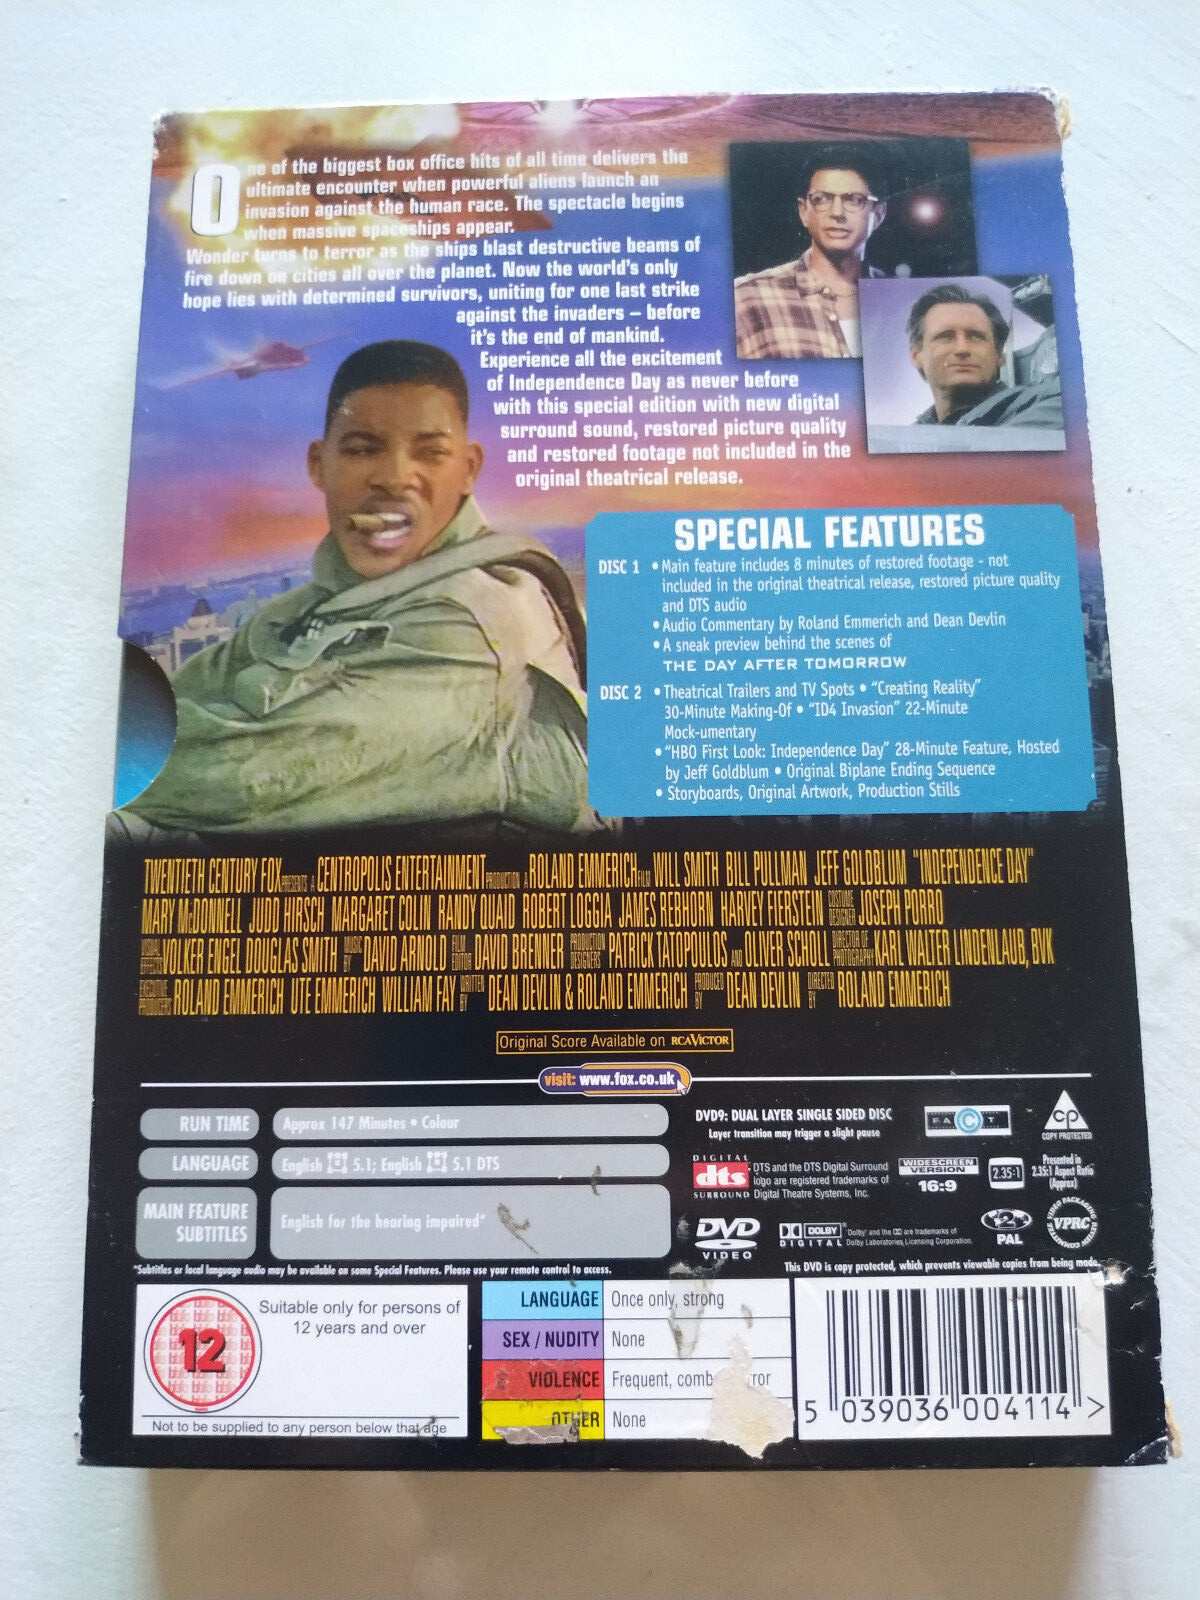 One of the biggest box office hits of all time delivers the
ultimate encounter when powerful aliens launch an
invasion against the human race. The spectacle begins
when massive spaceships appear.
Wonder turns to terror as the ships blast destructive beams of
fire down on cities all over the planet. Now the world's only
hope lies with determined survivors, uniting for one last strike
against the invaders – before
it's the end of mankind.
Experience all the excitement
of Independence Day as never before
with this special edition with new digital
surround sound, restored picture quality
and restored footage not included in the
original theatrical release.
SPECIAL FEATURES
DISC 1 • Main feature includes 8 minutes of restored footage - not
included in the original theatrical release, restored picture quality
and DTS audio
• Audio Commentary by Roland Emmerich and Dean Devlin
• A sneak preview behind the scenes of
THE DAY AFTER TOMORROW
DISC 2 • Theatrical Trailers and TV Spots • "Creating Reality"
30-Minute Making-Of • "ID4 Invasion" 22-Minute
Mock-umentary
• "HBO First Look: Independence Day" 28-Minute Feature, Hosted
by Jeff Goldblum • Original Biplane Ending Sequence
• Storyboards, Original Artwork, Production Stills
TWENTIETH CENTURY FOX PRESENTS A CENTROPOLIS ENTERTAINMENT PRODUCTION A ROLAND EMMERICH FILM WILL SMITH BILL PULLMAN JEFF GOLDBLUM "INDEPENDENCE DAY"
MARY McDONNELL JUDD HIRSCH MARGARET COLIN RANDY QUAID ROBERT LOGGIA JAMES REBHORN HARVEY FIERSTEIN COSTUME DESIGNER JOSEPH PORRO
VISUAL EFFECTS VOLKER ENGEL DOUGLAS SMITH MUSIC BY DAVID ARNOLD FILM EDITOR DAVID BRENNER PRODUCTION DESIGNERS PATRICK TATOPOULOS AND OLIVER SCHOLL DIRECTOR OF PHOTOGRAPHY KARL WALTER LINDENLAUB, BVK
EXECUTIVE PRODUCERS ROLAND EMMERICH UTE EMMERICH WILLIAM FAY WRITTEN BY DEAN DEVLIN & ROLAND EMMERICH PRODUCED BY DEAN DEVLIN DIRECTED BY ROLAND EMMERICH
Original Score Available on RCA VICTOR
visit: www.fox.co.uk
RUN TIME Approx 147 Minutes • Colour
LANGUAGE English 5.1; English 5.1 DTS
MAIN FEATURE
SUBTITLES
English for the hearing impaired*
DVD9: DUAL LAYER SINGLE SIDED DISC
Layer transition may trigger a slight pause
FACT
CP
COPY PROTECTED
DIGITAL
dts
SURROUND
DTS and the DTS Digital Surround
logo are registered trademarks of
Digital Theatre Systems, Inc.
WIDESCREEN
VERSION
16:9
2.35:1
Presented in
2.35:1 Aspect Ratio
(Approx)
DVD
VIDEO
DOLBY
DIGITAL
'Dolby' and the DD are trademarks of
Dolby Laboratories Licensing Corporation.
2
PAL
VIDEO PACKAGING REVIEW COMMITTEE
VPRC
*Subtitles or local language audio may be available on some Special Features. Please use your remote control to access.
This DVD is copy protected, which prevents viewable copies from being made.
12
Suitable only for persons of
12 years and over
Not to be supplied to any person below that age
LANGUAGE Once only, strong
SEX / NUDITY None
VIOLENCE Frequent,
OTHER None
5 039036 004114 >